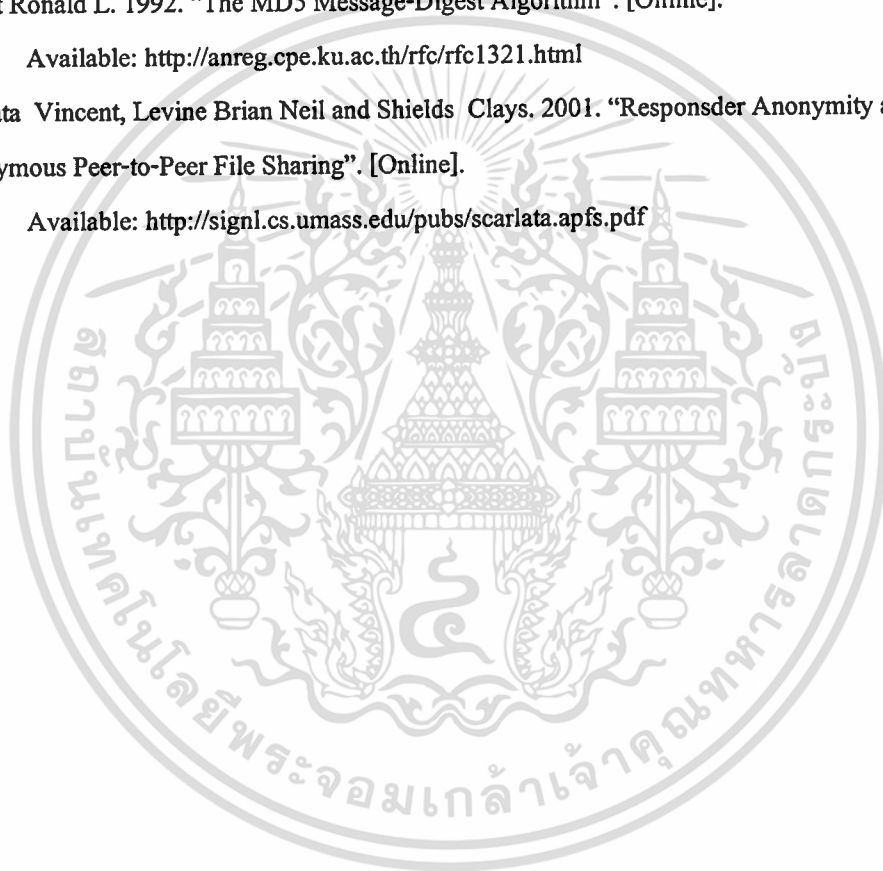 Ronald L. 1992. “The MD5 Message-Digest Algorithm”. [Online].
Available: http://anreg.cpe.ku.ac.th/rfc/rfc1321.html
Vincent, Levine Brian Neil and Shields Clays. 2001. “Responsder Anonymity
Peer-to-Peer File Sharing”. [Online].
Available: http://signl.cs.umass.edu/pubs/scarlata.apfs.pdf
สถาบันเทคโนโลยีพระจอมเกล้าเจ้าคุณทหารลาดกระบัง